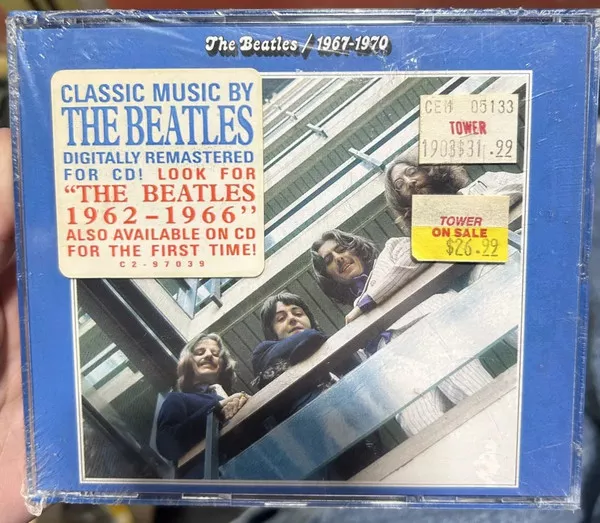 The Beatles / 1967-1970
CLASSIC MUSIC BY
THE BEATLES
DIGITALLY REMASTERED
FOR CD! LOOK FOR
"THE BEATLES
1962-1966"
ALSO AVAILABLE ON CD
FOR THE FIRST TIME!
C2-97039
CEM 05133
TOWER
1903$31.99
TOWER
ON SALE
$26.99